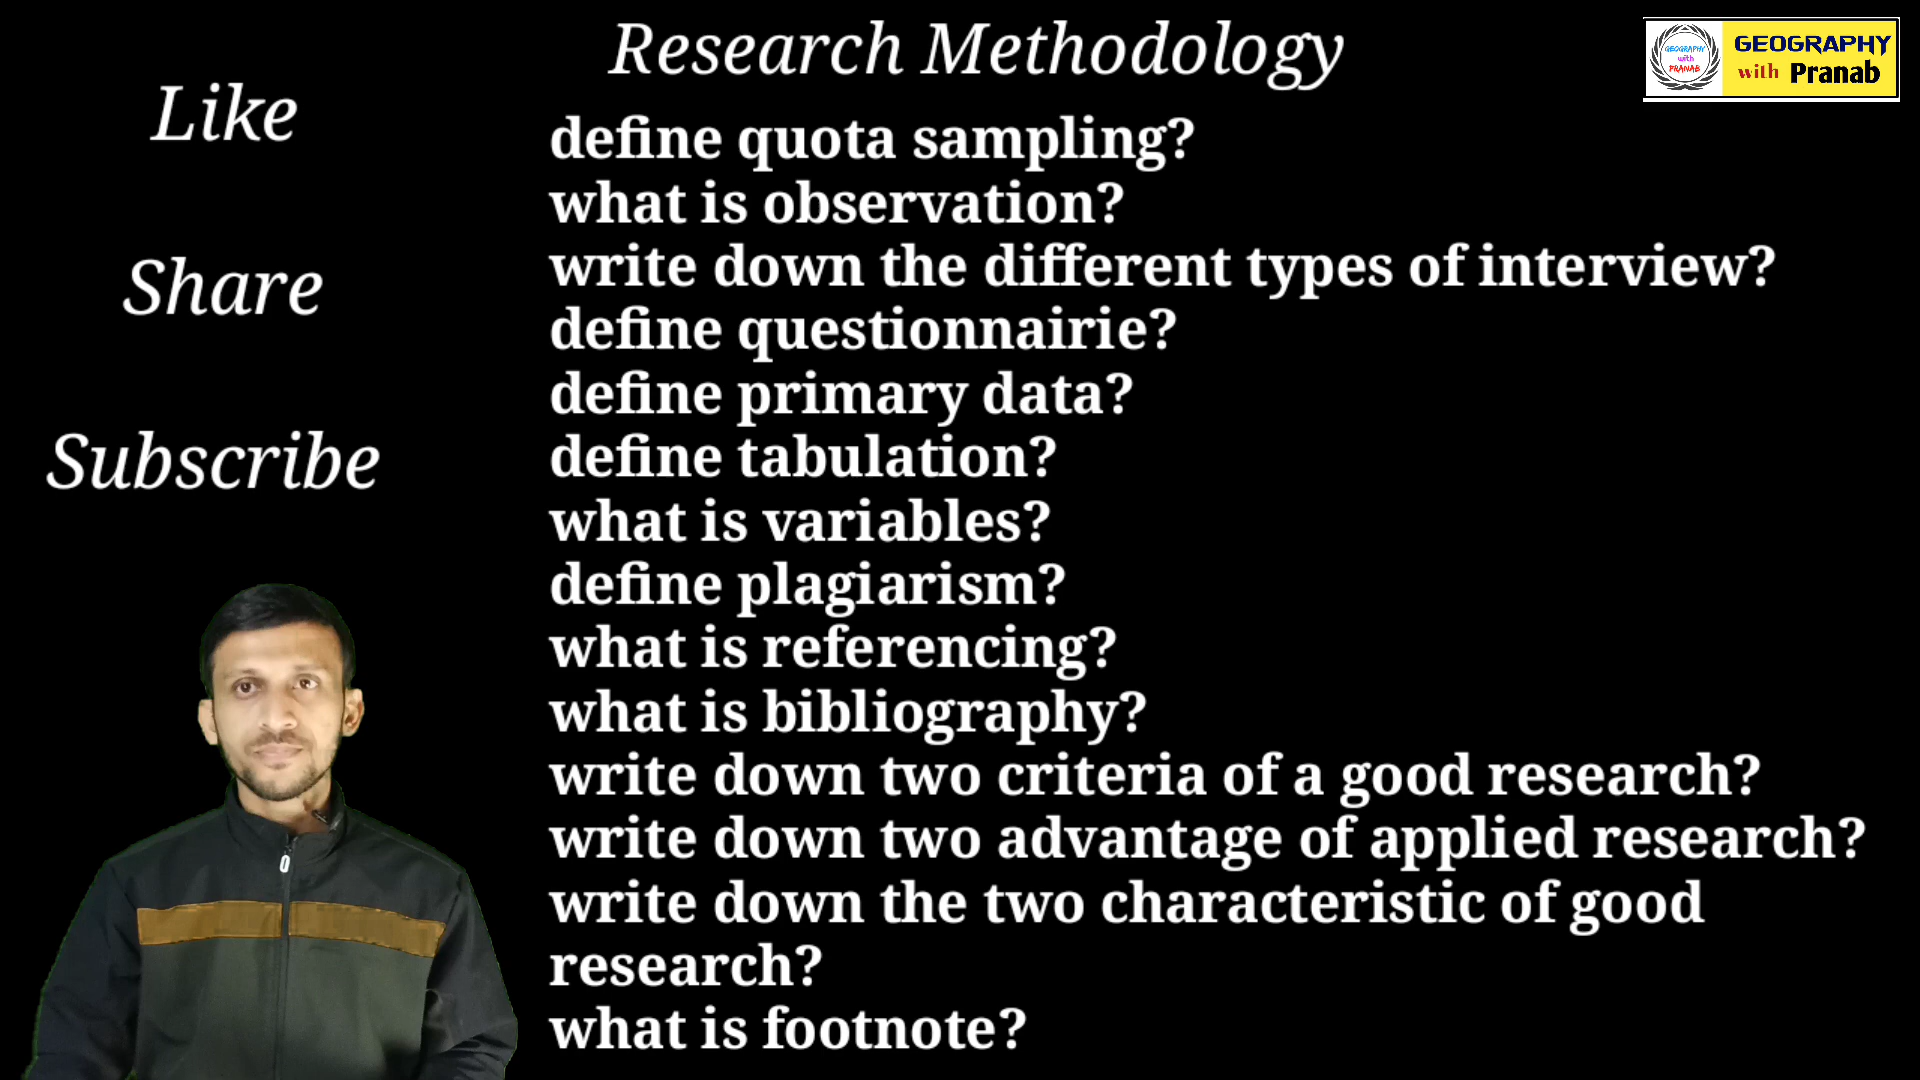 Research Methodology
GEOGRAPHY
with Pranab
GEOGRAPHY
with
PRANAB
Like
Share
Subscribe
define quota sampling?
what is observation?
write down the different types of interview?
define questionnairie?
define primary data?
define tabulation?
what is variables?
define plagiarism?
what is referencing?
what is bibliography?
write down two criteria of a good research?
write down two advantage of applied research?
write down the two characteristic of good
research?
what is footnote?